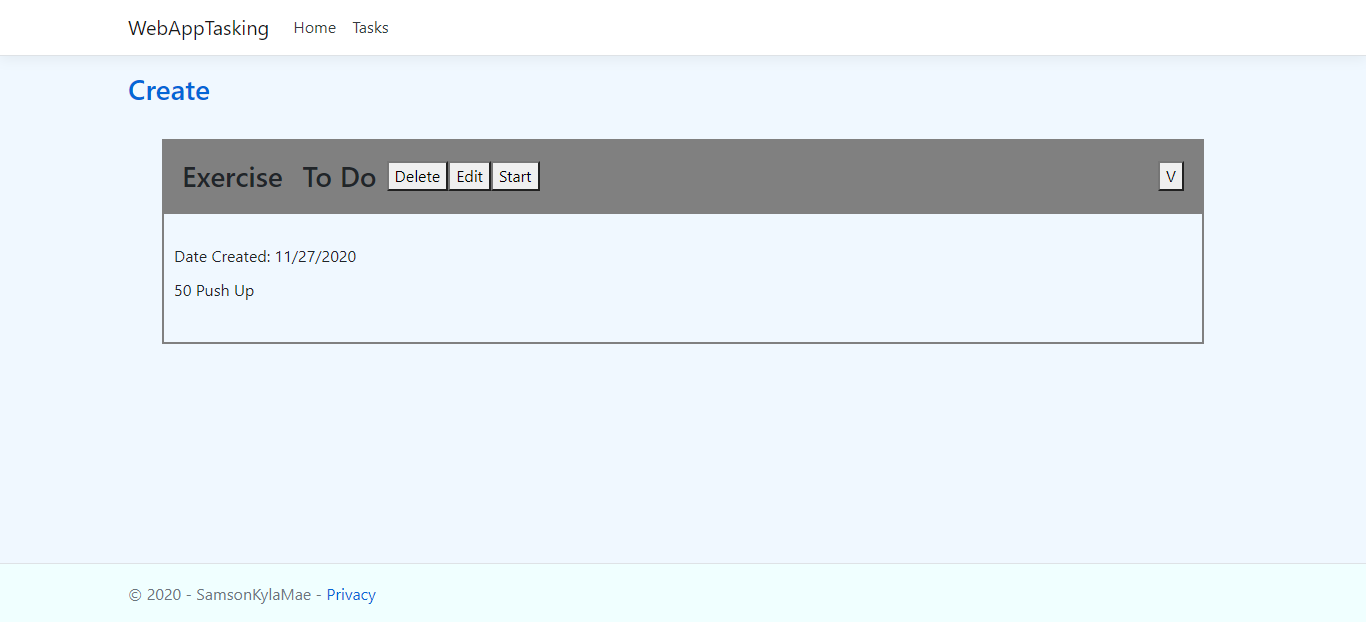 WebAppTasking Home Tasks
Create
Exercise To Do Delete Edit Start V
Date Created: 11/27/2020
50 Push Up
© 2020 - SamsonKylaMae - Privacy